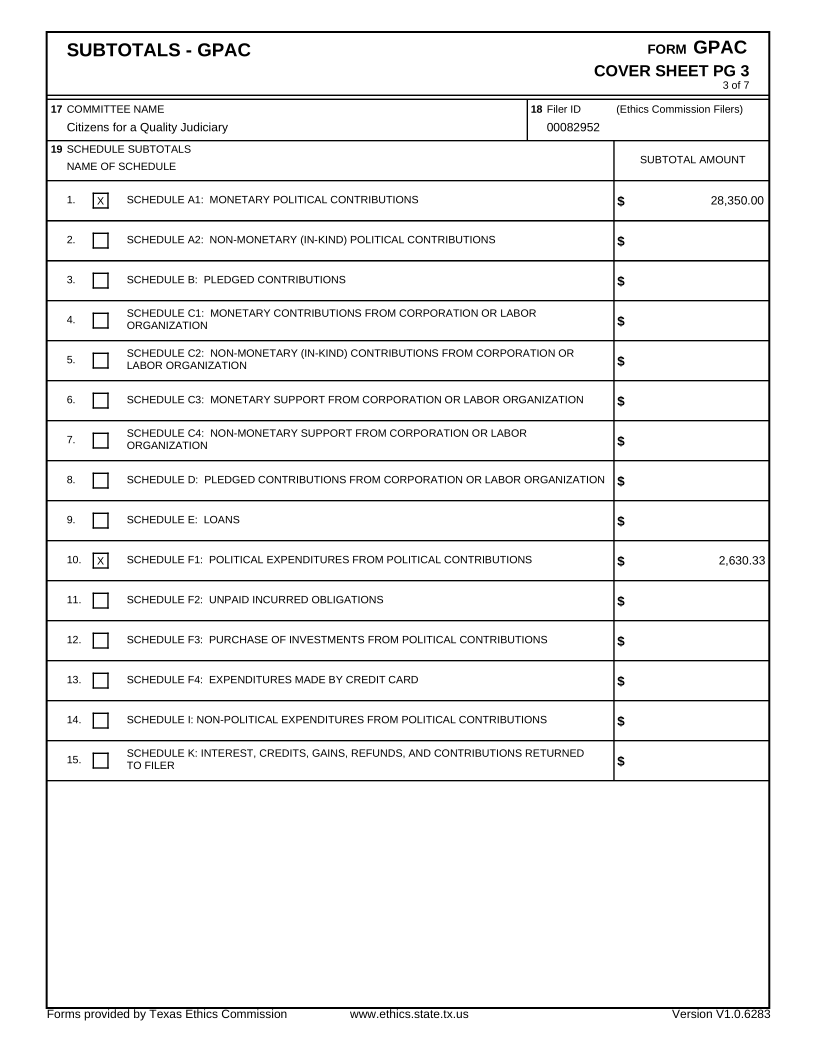 SUBTOTALS - GPAC
FORM GPAC
COVER SHEET PG 3
3 of 7
17 COMMITTEE NAME
Citizens for a Quality Judiciary
18 Filer ID (Ethics Commission Filers)
00082952
19 SCHEDULE SUBTOTALS
NAME OF SCHEDULE
SUBTOTAL AMOUNT
1. X SCHEDULE A1: MONETARY POLITICAL CONTRIBUTIONS $ 28,350.00
2. SCHEDULE A2: NON-MONETARY (IN-KIND) POLITICAL CONTRIBUTIONS $
3. SCHEDULE B: PLEDGED CONTRIBUTIONS $
4. SCHEDULE C1: MONETARY CONTRIBUTIONS FROM CORPORATION OR LABOR
ORGANIZATION $
5. SCHEDULE C2: NON-MONETARY (IN-KIND) CONTRIBUTIONS FROM CORPORATION OR
LABOR ORGANIZATION $
6. SCHEDULE C3: MONETARY SUPPORT FROM CORPORATION OR LABOR ORGANIZATION $
7. SCHEDULE C4: NON-MONETARY SUPPORT FROM CORPORATION OR LABOR
ORGANIZATION $
8. SCHEDULE D: PLEDGED CONTRIBUTIONS FROM CORPORATION OR LABOR ORGANIZATION $
9. SCHEDULE E: LOANS $
10. X SCHEDULE F1: POLITICAL EXPENDITURES FROM POLITICAL CONTRIBUTIONS $ 2,630.33
11. SCHEDULE F2: UNPAID INCURRED OBLIGATIONS $
12. SCHEDULE F3: PURCHASE OF INVESTMENTS FROM POLITICAL CONTRIBUTIONS $
13. SCHEDULE F4: EXPENDITURES MADE BY CREDIT CARD $
14. SCHEDULE I: NON-POLITICAL EXPENDITURES FROM POLITICAL CONTRIBUTIONS $
15. SCHEDULE K: INTEREST, CREDITS, GAINS, REFUNDS, AND CONTRIBUTIONS RETURNED
TO FILER $
Forms provided by Texas Ethics Commission www.ethics.state.tx.us Version V1.0.6283